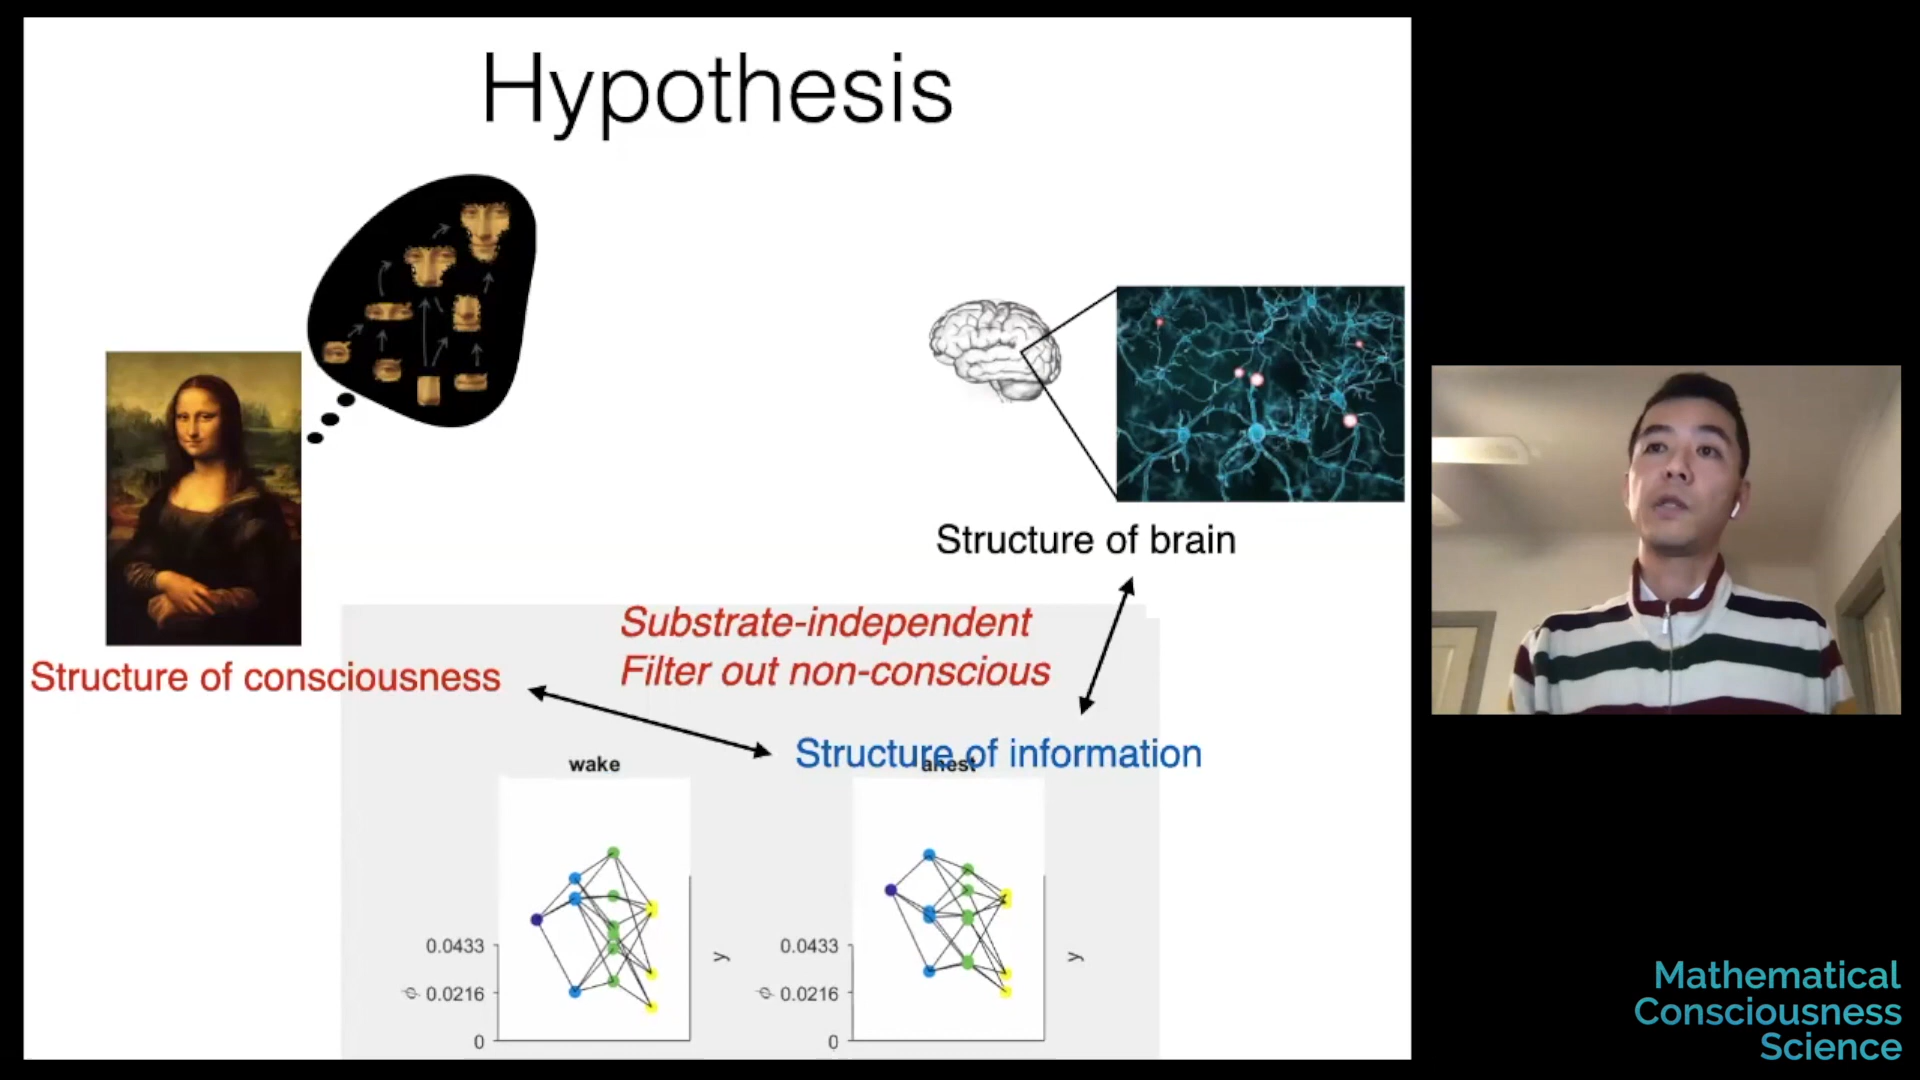 Hypothesis
Structure of brain
Substrate-independent
Filter out non-conscious
Structure of consciousness
Structure of information
wake
anest
0.0433
ϕ 0.0216
0
y
0.0433
ϕ 0.0216
0
y
Mathematical
Consciousness
Science